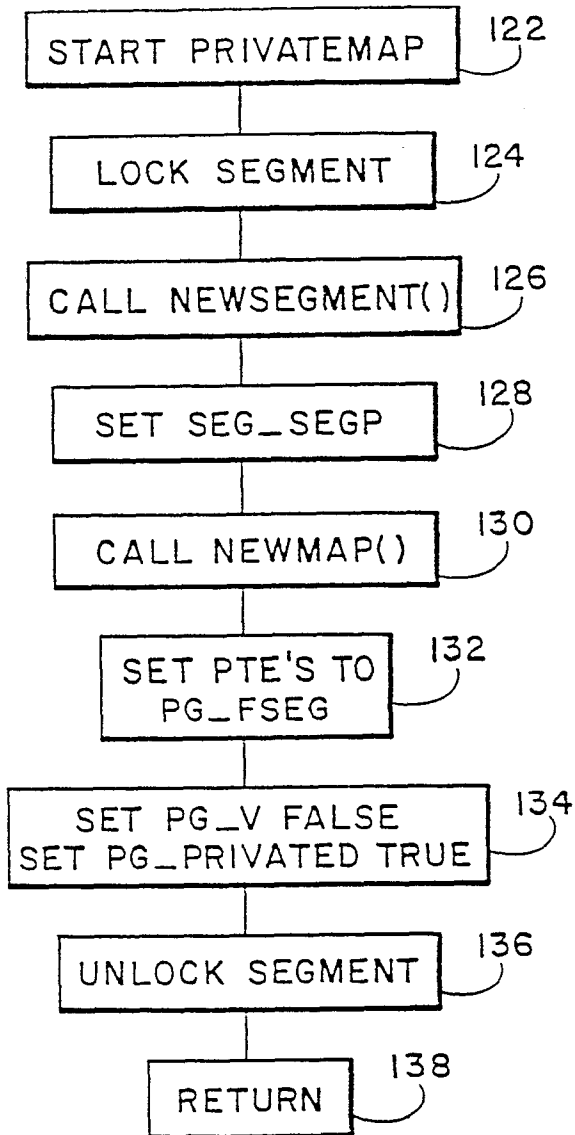 START PRIVATEMAP
122
LOCK SEGMENT
124
CALL NEWSEGMENT()
126
SET SEG_SEGP
128
CALL NEWMAP()
130
SET PTE'S TO
PG_FSEG
132
SET PG_V FALSE
SET PG_PRIVATED TRUE
134
UNLOCK SEGMENT
136
RETURN
138